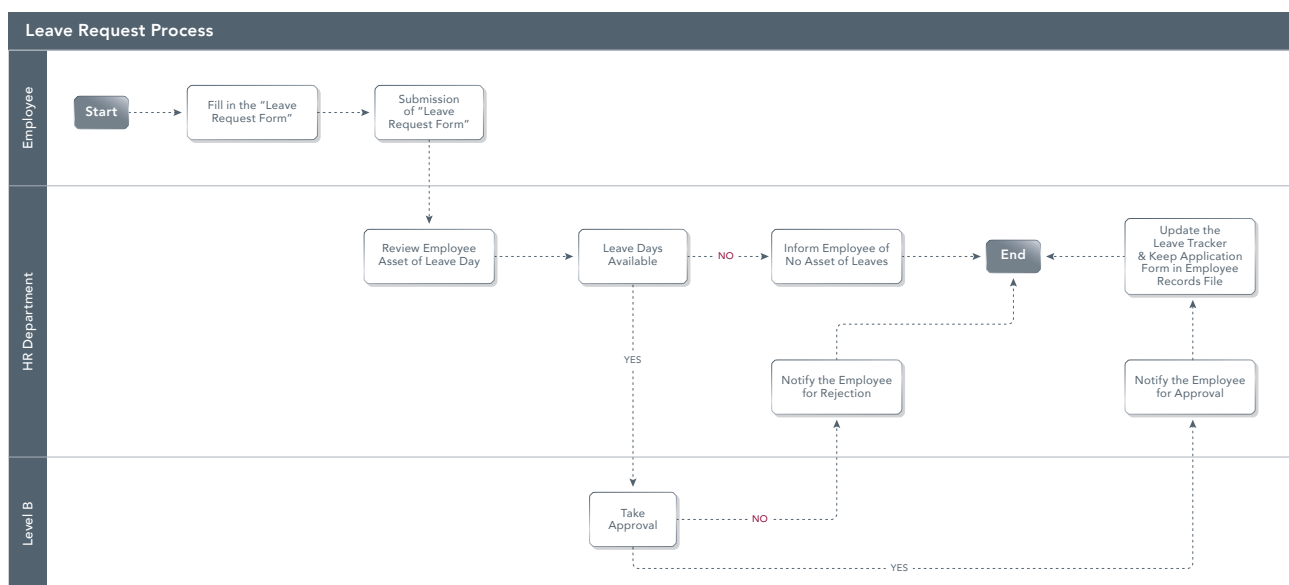 Leave Request Process
Employee
Start
Fill in the “Leave
Request Form”
Submission
of “Leave
Request Form”
HR Department
Review Employee
Asset of Leave Day
Leave Days
Available
NO
Inform Employee of
No Asset of Leaves
End
Update the
Leave Tracker
& Keep Application
Form in Employee
Records File
YES
Notify the Employee
for Rejection
Notify the Employee
for Approval
Level B
Take
Approval
NO
YES